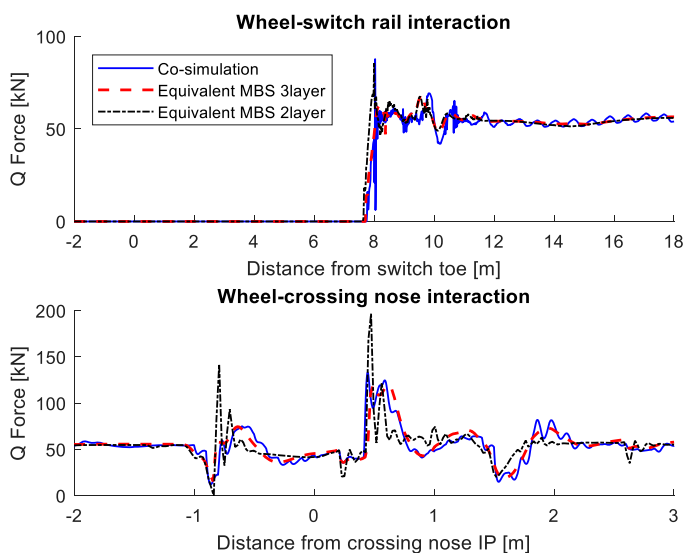 Wheel-switch rail interaction
100
50
0
Q Force [kN]
Co-simulation
Equivalent MBS 3layer
Equivalent MBS 2layer
-2 0 2 4 6 8 10 12 14 16 18
Distance from switch toe [m]
Wheel-crossing nose interaction
200
150
100
50
0
Q Force [kN]
-2 -1 0 1 2 3
Distance from crossing nose IP [m]